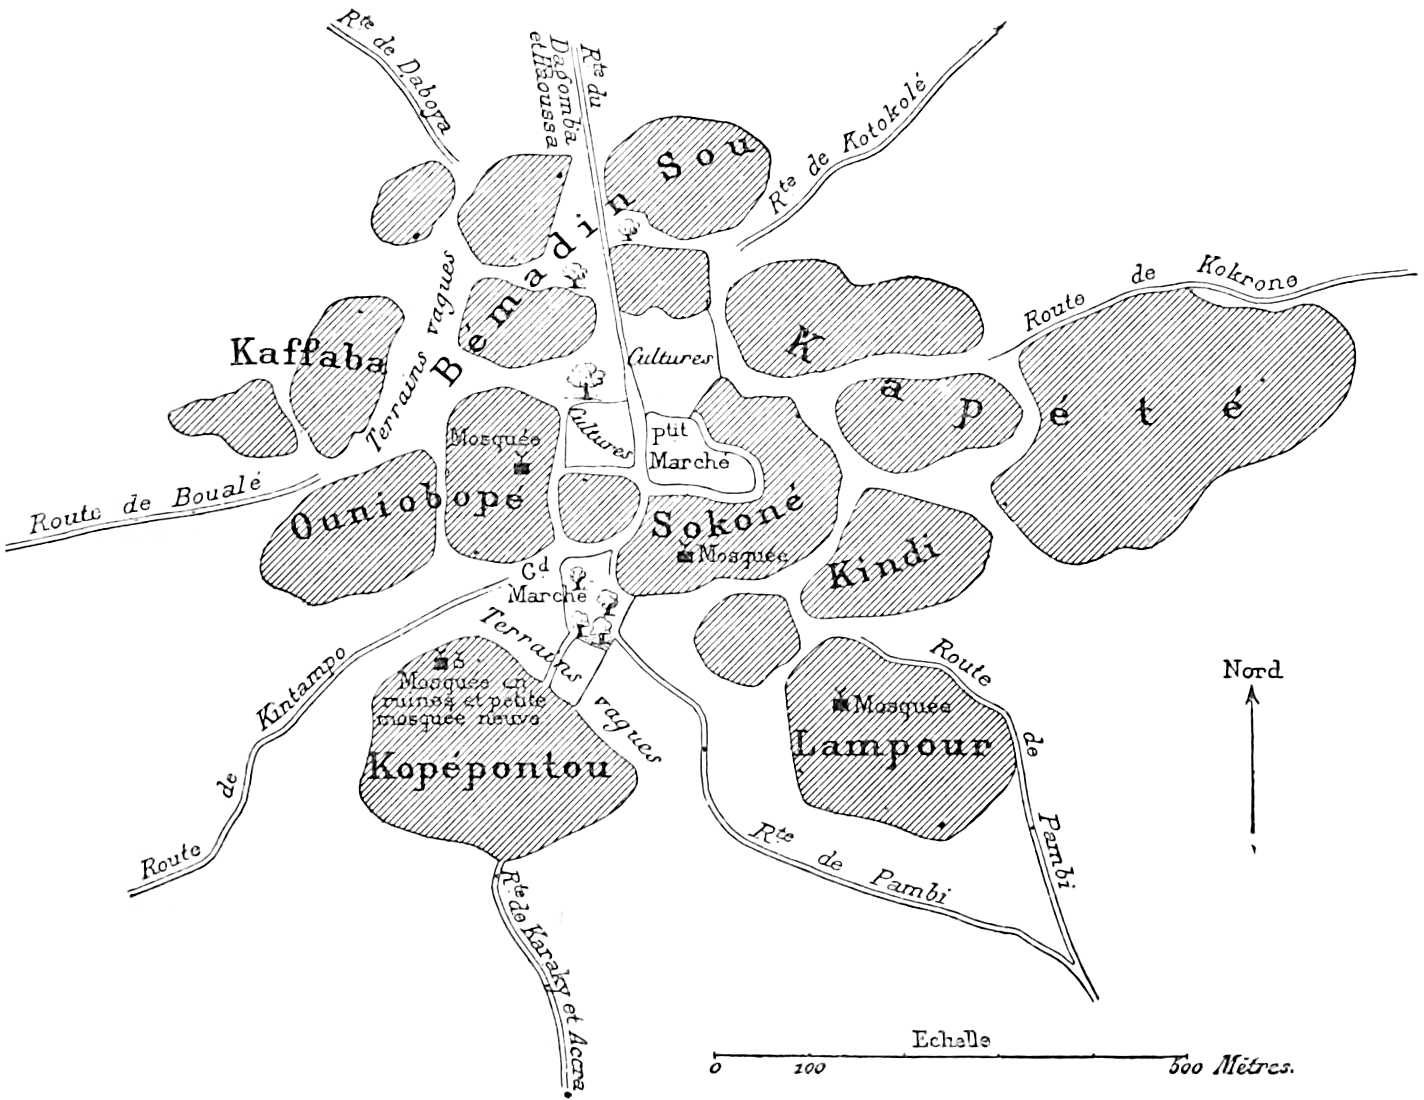 Rte de Daboya
Rte du
Dagomba
et Haoussa
Rte de Kotokolé
Bémadin Sou
Route de Kokrone
Terrains vagues
Kaffaba
Kapété
Cultures
Cultures
Ptit
Marché
Mosquée
Route de Boualé
Ouniobopé
Sokoné
Mosquée
Kindi
Gd
Marché
Terrains vagues
Route de Kintampo
Mosquée en
ruines et petite
mosquée neuve
Kopépontou
Route de Pambi
Mosquée
Lampour
Nord
Rte de Pambi
Rte de Karaky et Accra
Echelle
0 100 500 Mètres.